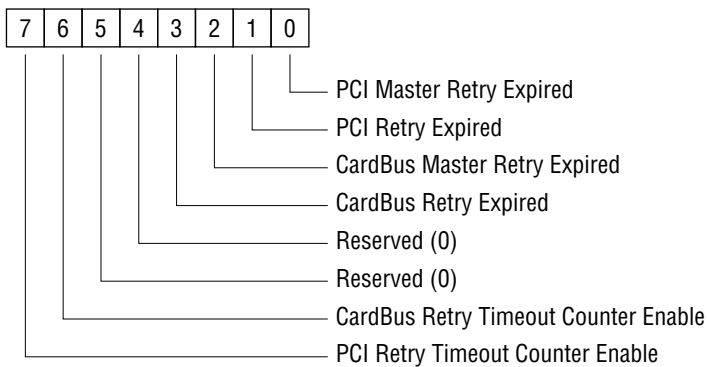 7 6 5 4 3 2 1 0
PCI Master Retry Expired
PCI Retry Expired
CardBus Master Retry Expired
CardBus Retry Expired
Reserved (0)
Reserved (0)
CardBus Retry Timeout Counter Enable
PCI Retry Timeout Counter Enable